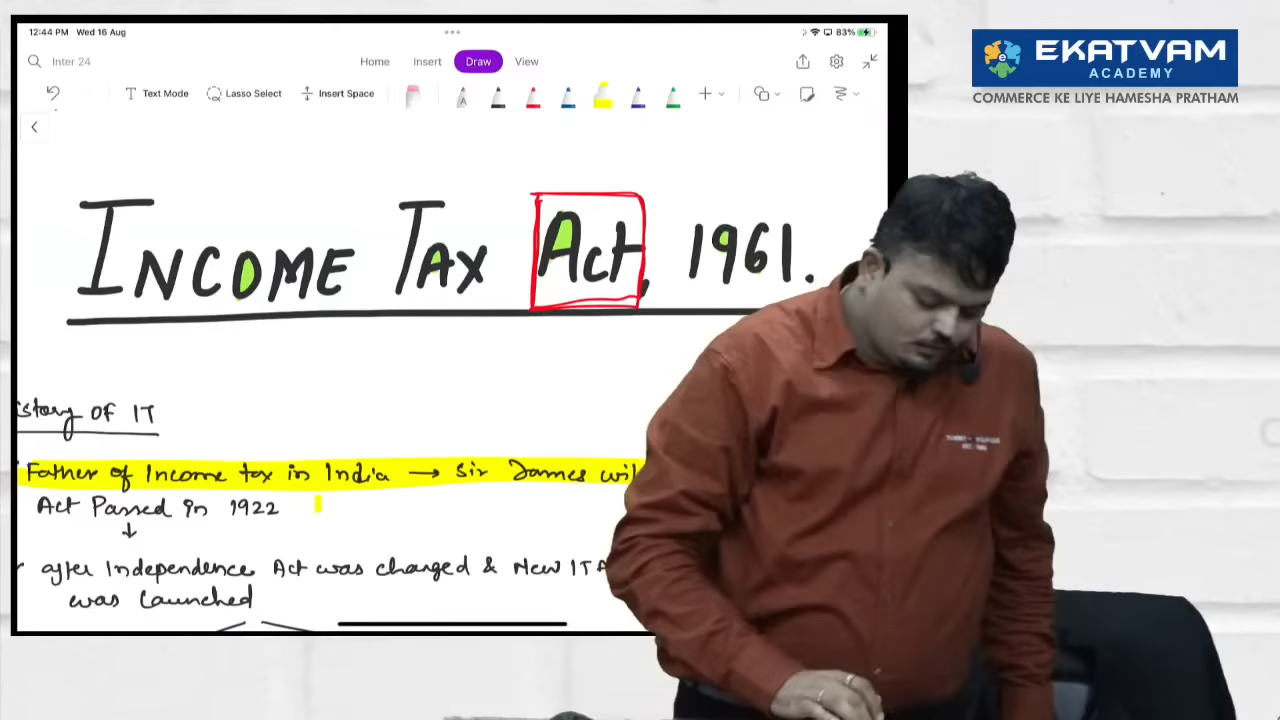 12:44 PM Wed 16 Aug
83%
EKATVAM
ACADEMY
COMMERCE KE LIYE HAMESHA PRATHAM
Inter 24
Home Insert Draw View
Text Mode Lasso Select Insert Space
INCOME TAX Act, 1961.
story OF IT
Father of Income tax in India → Sir James wil
Act Passed in 1922
↓
after Independence Act was changed & New IT A
was launched